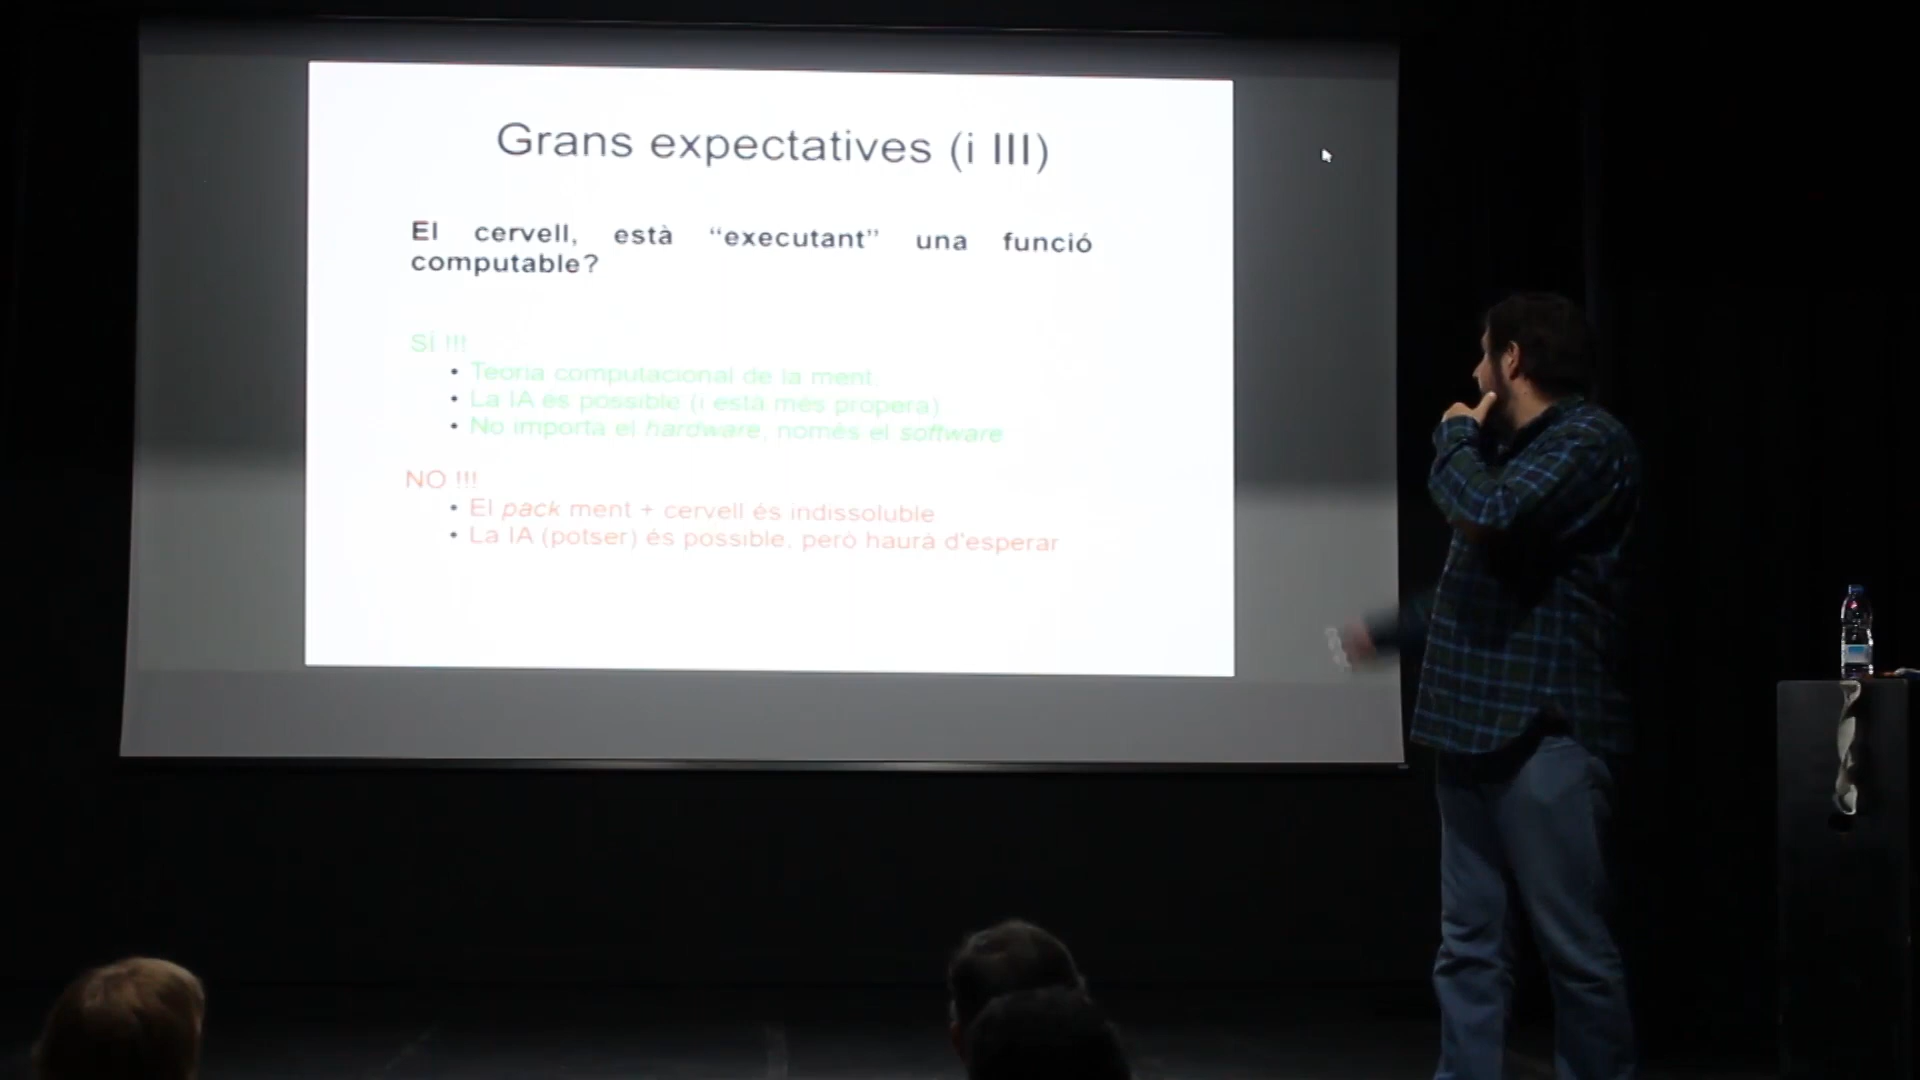 Grans expectatives (i III)
El cervell, està “executant” una funció
computable?
SÍ !!!
• Teoria computacional de la ment
• La IA és possible (i està més propera)
• No importa el hardware, només el software
NO !!!
• El pack ment + cervell és indissoluble
• La IA (potser) és possible, però haurà d'esperar